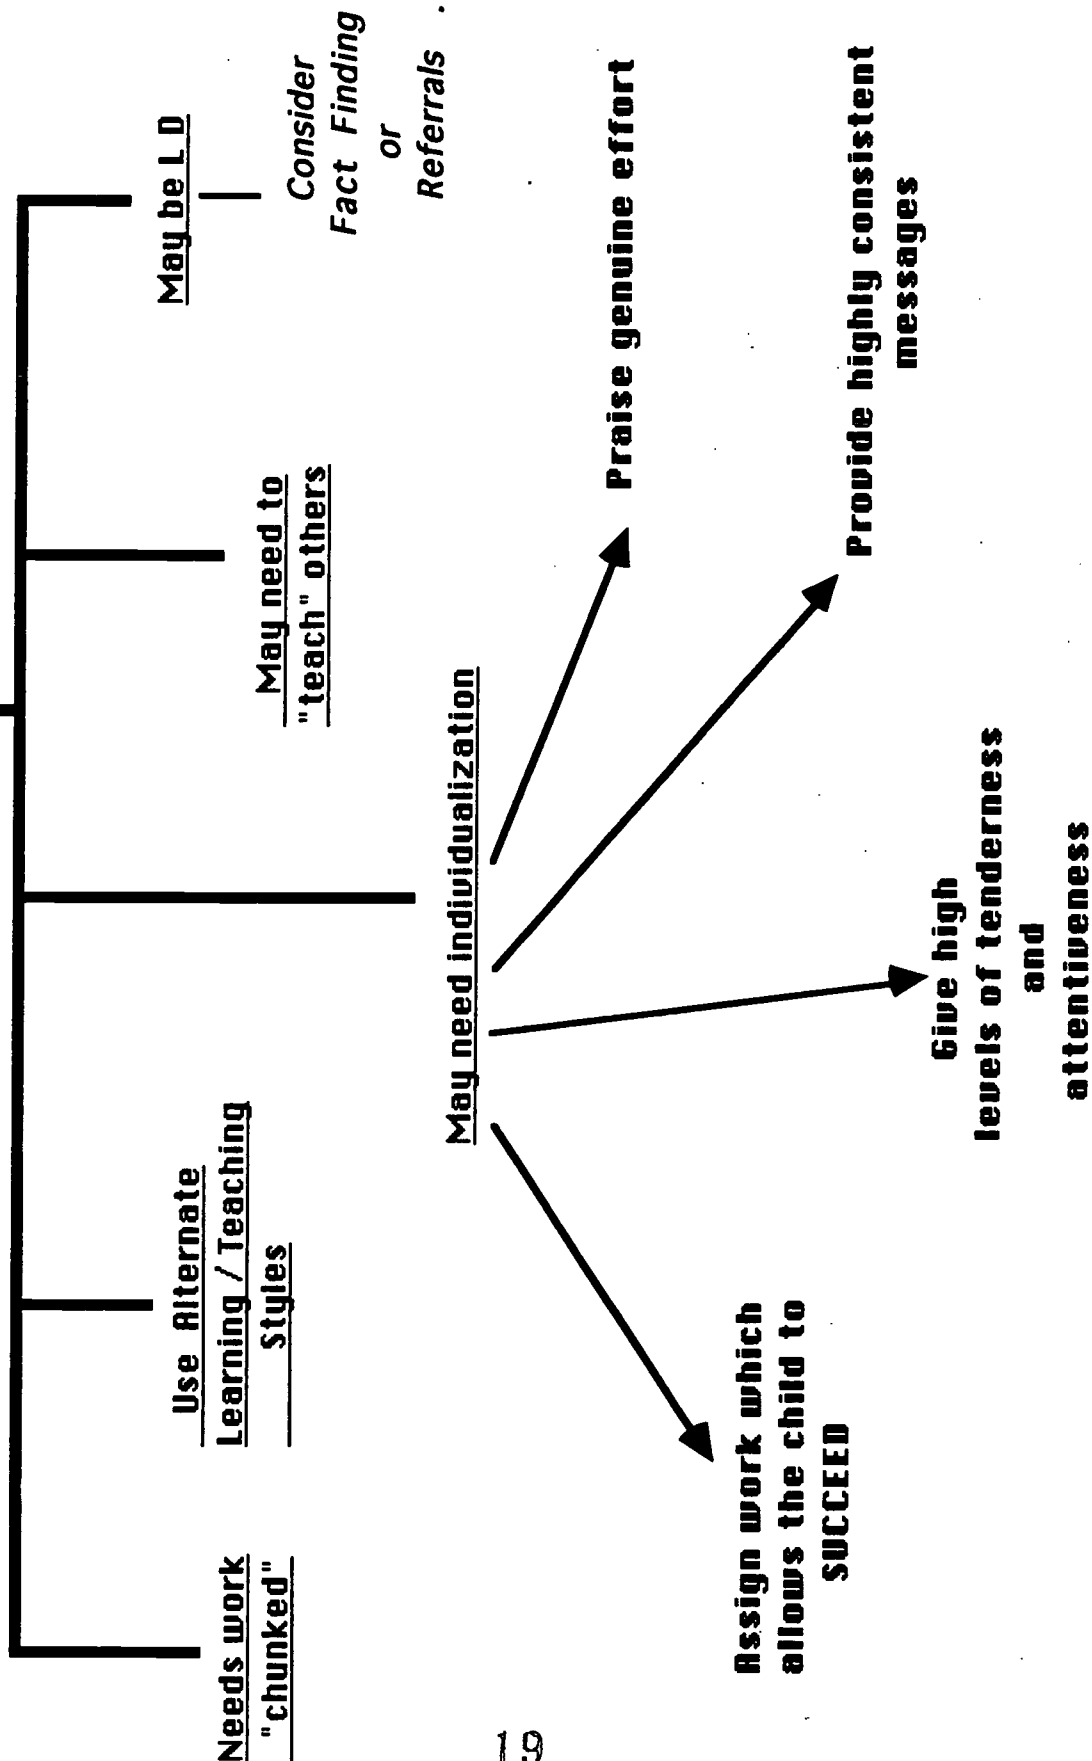 Needs work
"chunked"
Use Alternate
Learning / Teaching
Styles
May need individualization
May need to
"teach" others
May be L D
Consider
Fact Finding
or
Referrals
Assign work which
allows the child to
SUCCEED
Give high
levels of tenderness
and
attentiveness
Provide highly consistent
messages
Praise genuine effort
19